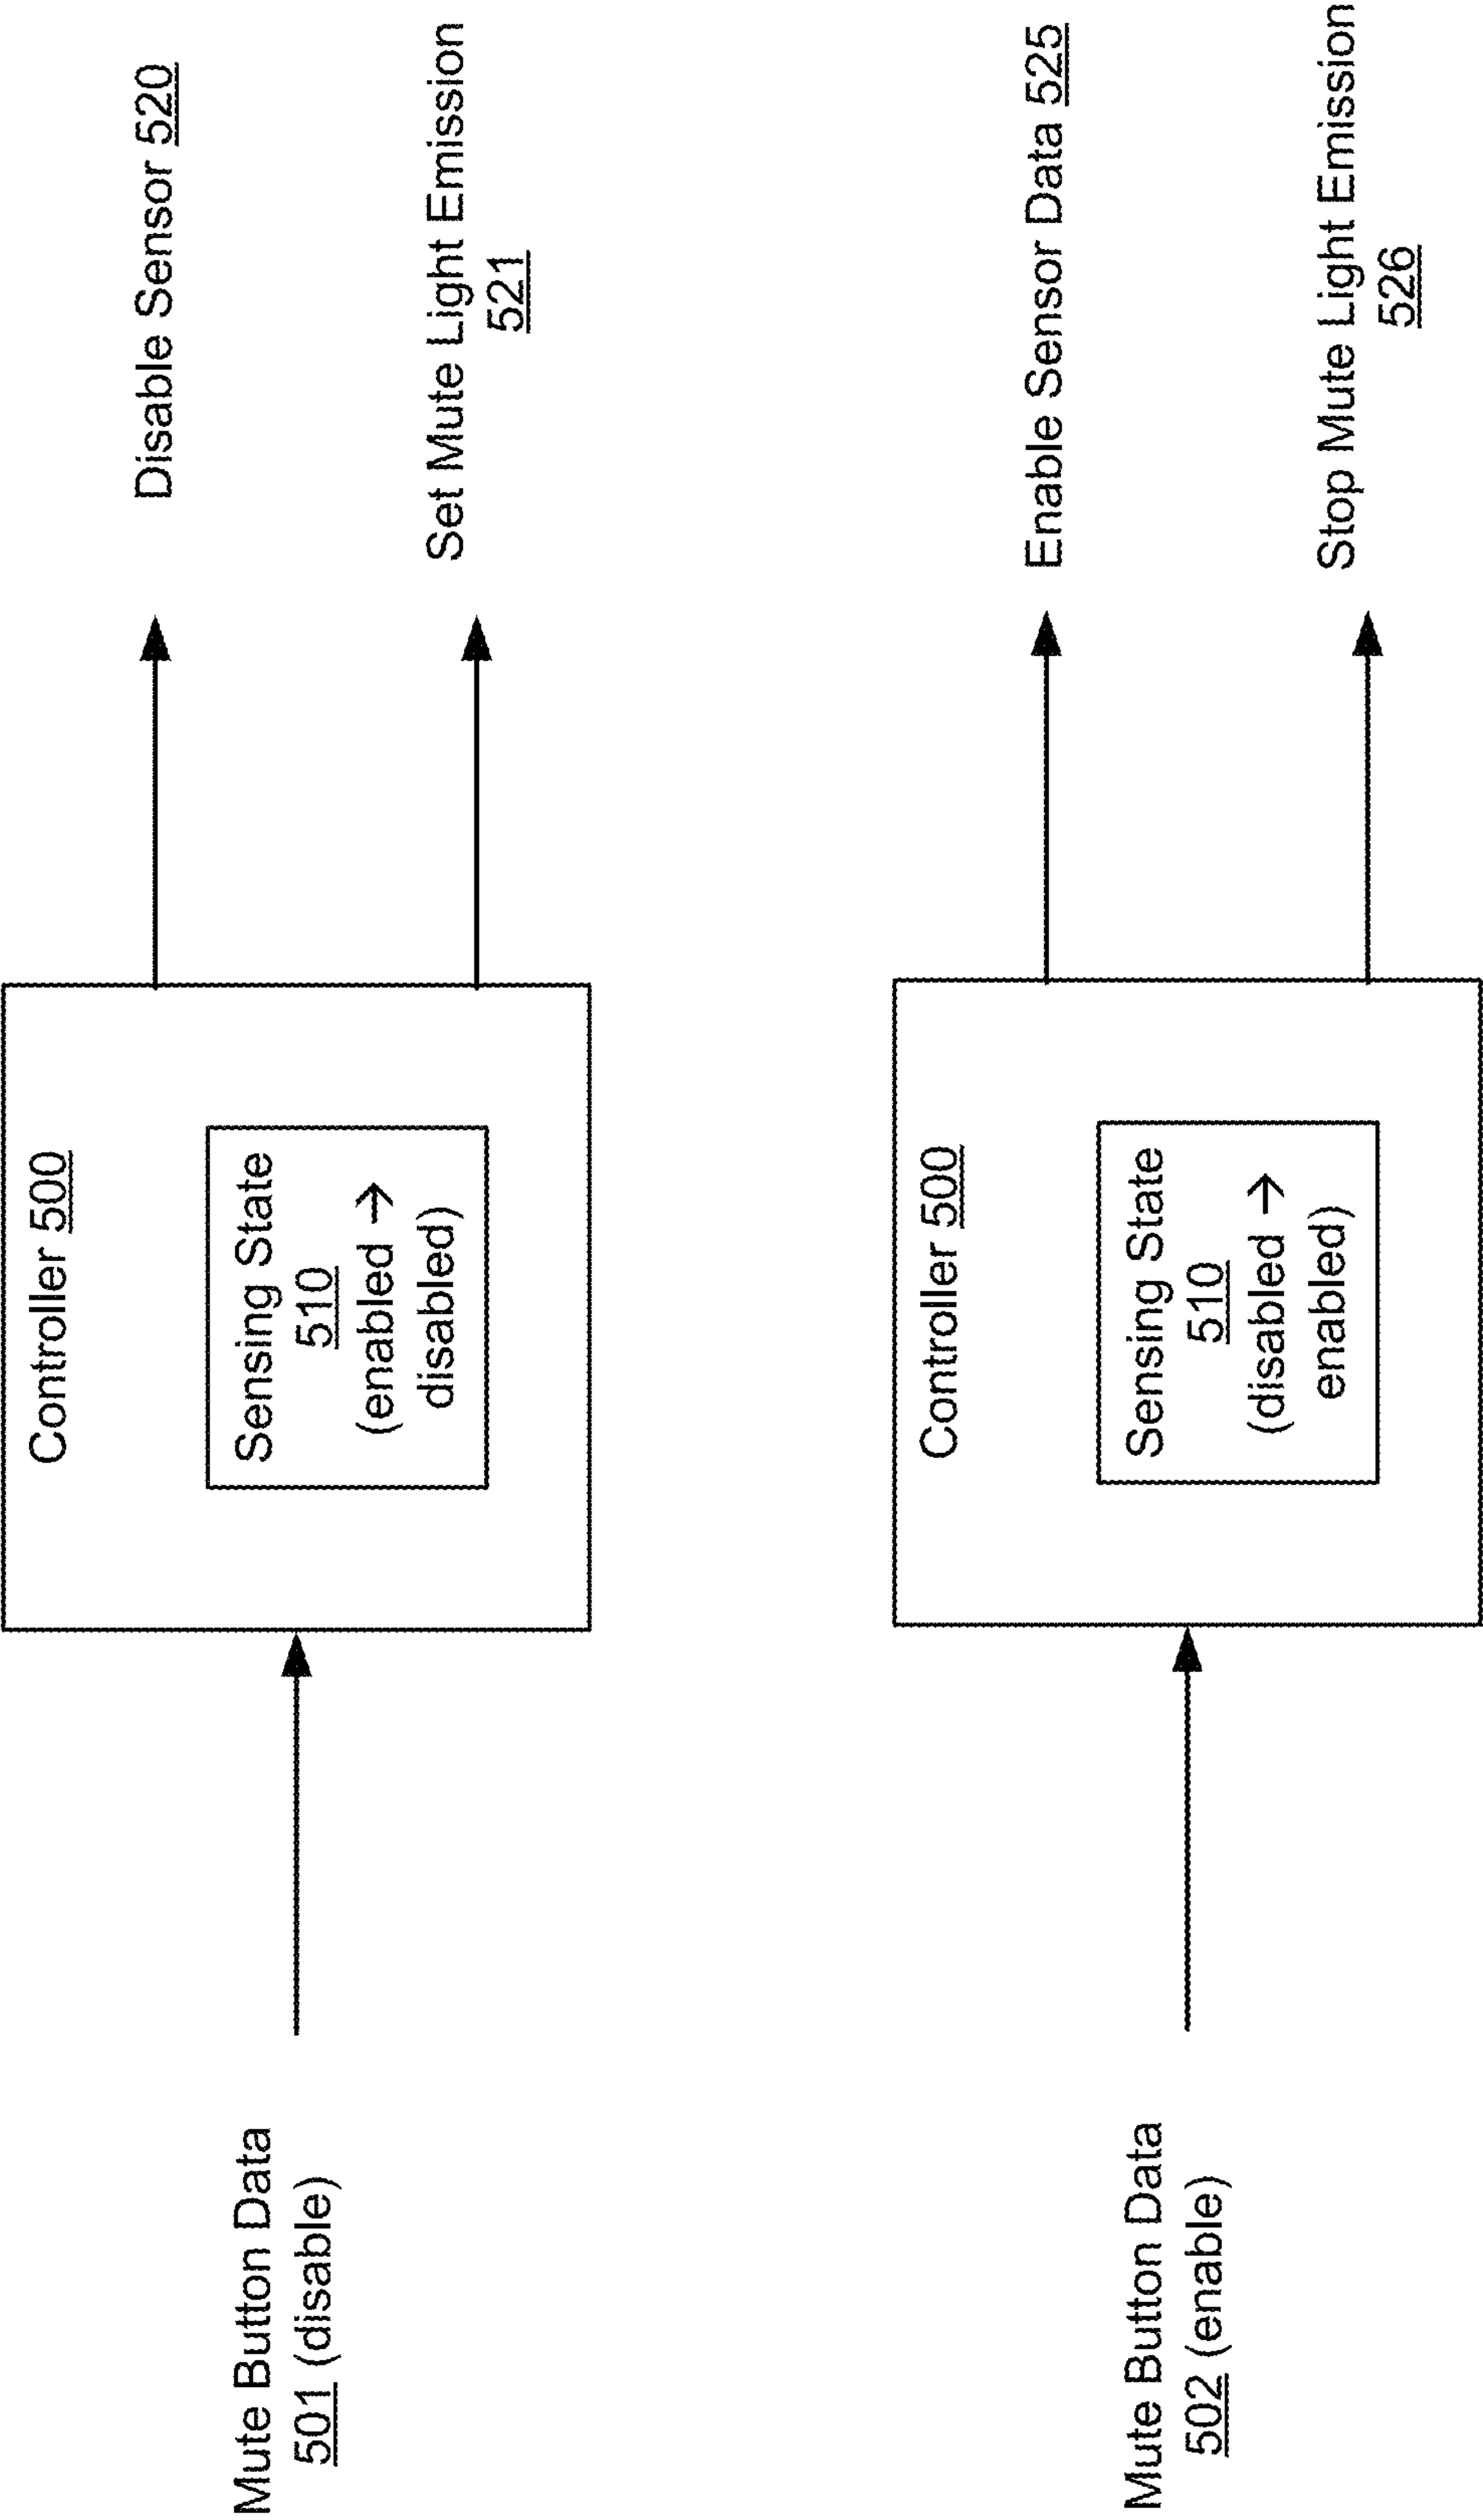 Mute Button Data
501 (disable)
Controller 500
Sensing State
510
(enabled →
disabled)
Disable Sensor 520
Set Mute Light Emission
521
Mute Button Data
502 (enable)
Controller 500
Sensing State
510
(disabled →
enabled)
Enable Sensor Data 525
Stop Mute Light Emission
526